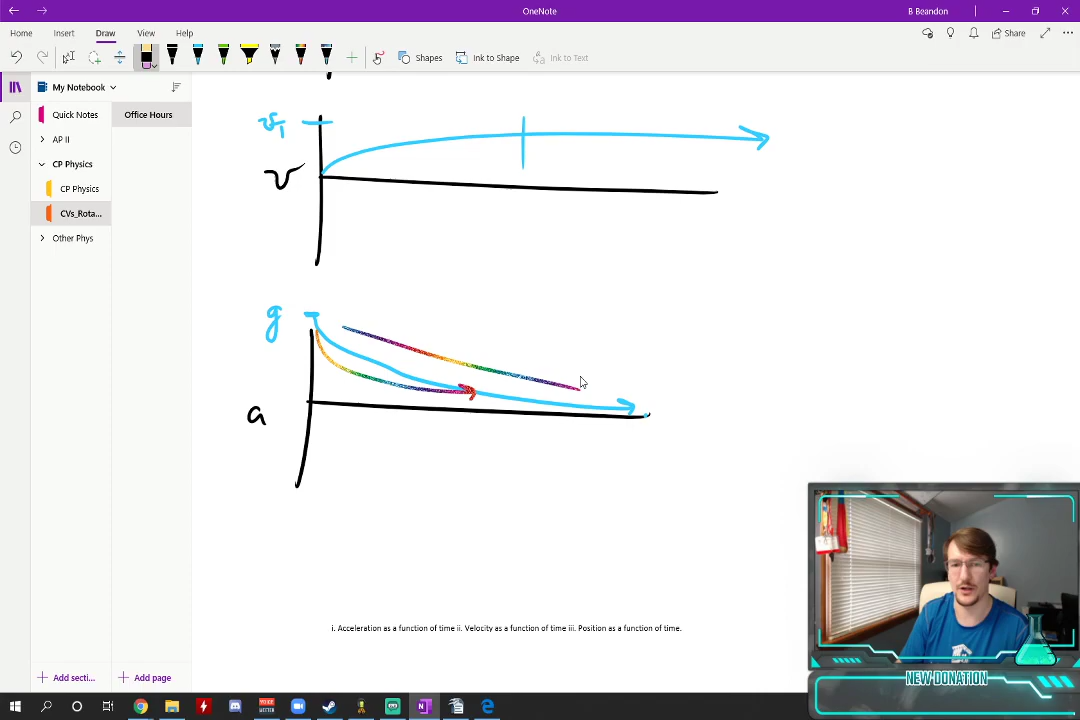 OneNote
B Beandon
Home Insert Draw View Help
Share
Shapes Ink to Shape Ink to Text
My Notebook
Quick Notes
AP II
CP Physics
CP Physics
CVs_Rota...
Other Phys
Office Hours
v
g
a
i. Acceleration as a function of time ii. Velocity as a function of time iii. Position as a function of time.
NEW DONATION
Add secti...
Add page